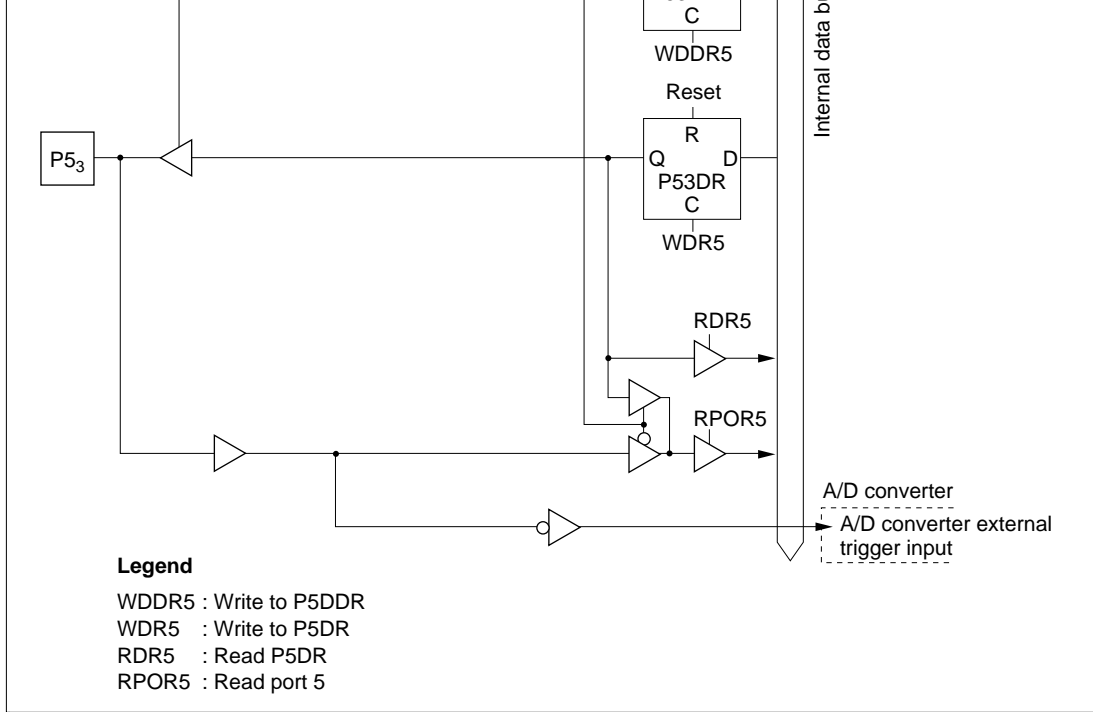 C
WDDR5
Internal data bu
Reset
R
P5₃
Q D
P53DR
C
WDR5
RDR5
RPOR5
A/D converter
A/D converter external
trigger input
Legend
WDDR5 : Write to P5DDR
WDR5 : Write to P5DR
RDR5 : Read P5DR
RPOR5 : Read port 5